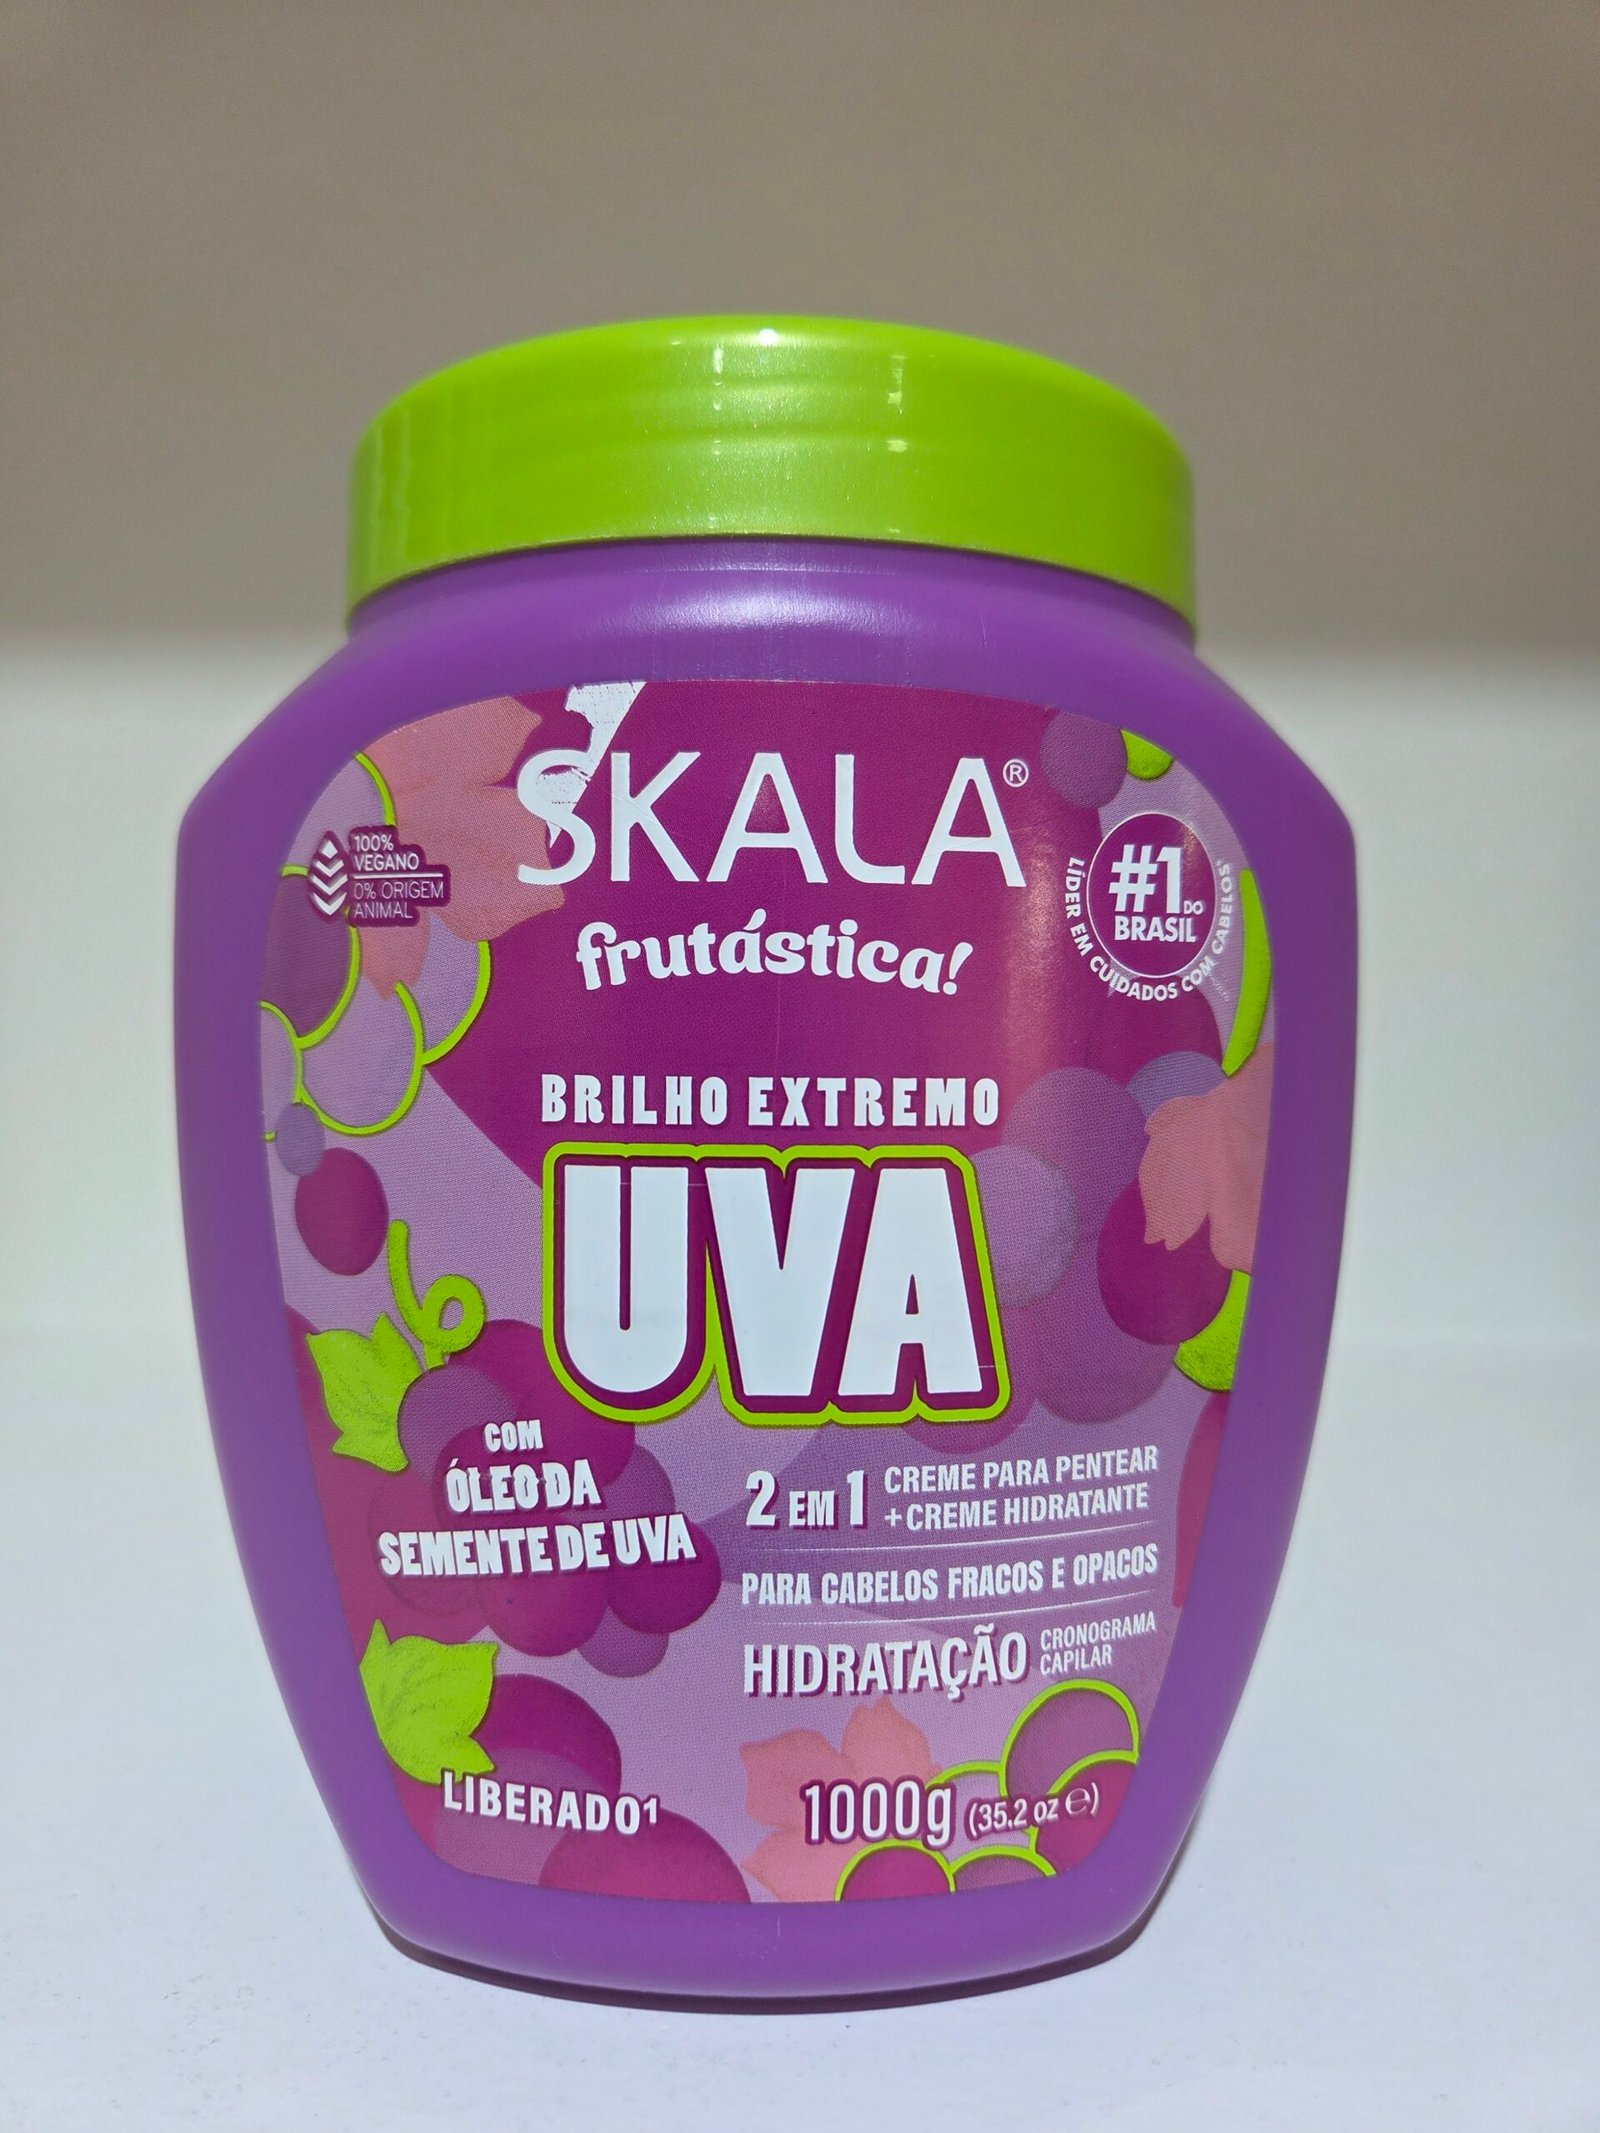 SKALA®
100%
VEGANO
0% ORIGEM
ANIMAL
#1 DO
BRASIL
LÍDER EM CUIDADOS COM CABELOS
frutástica!
BRILHO EXTREMO
UVA
COM
ÓLEO DA
SEMENTE DE UVA
2 EM 1 CREME PARA PENTEAR
+CREME HIDRATANTE
PARA CABELOS FRACOS E OPACOS
HIDRATAÇÃO CRONOGRAMA
CAPILAR
LIBERADO¹
1000g (35.2 oz ℮)